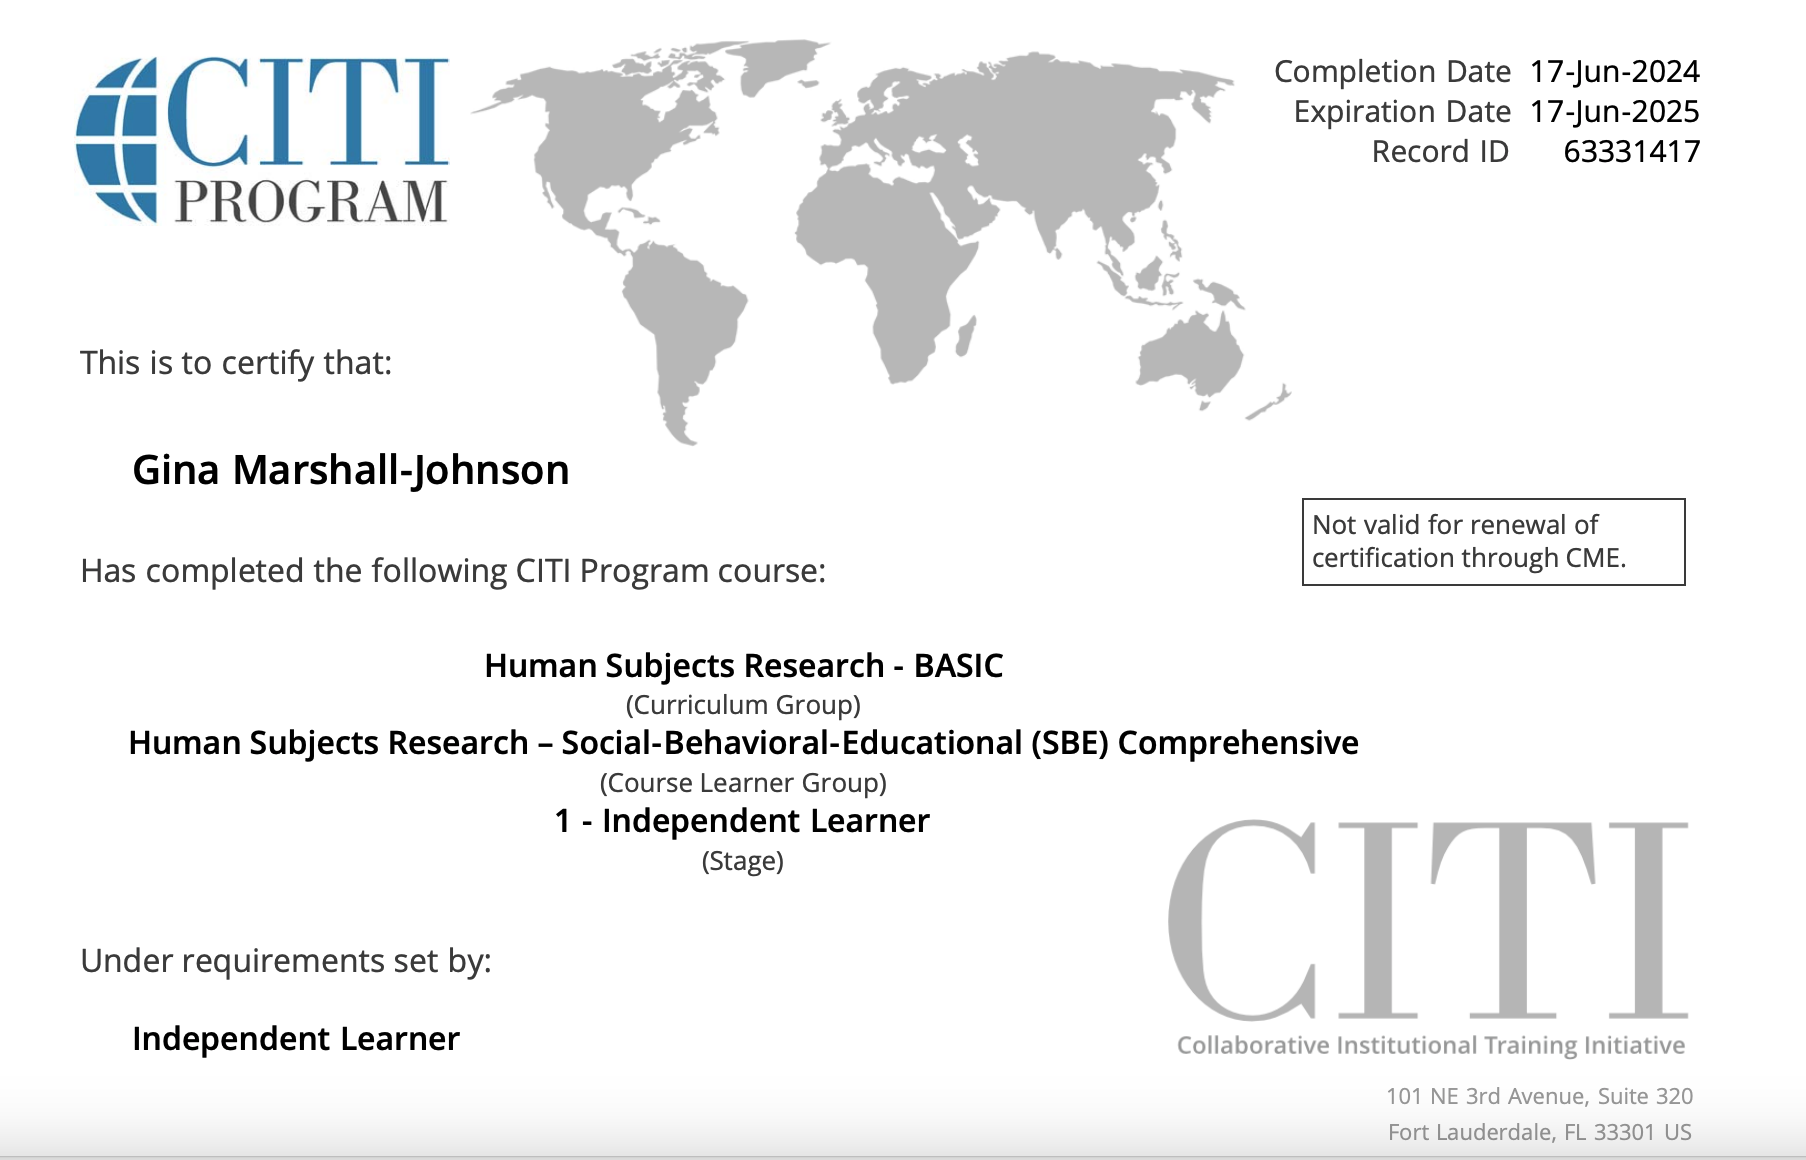 CITI
PROGRAM
Completion Date 17-Jun-2024
Expiration Date 17-Jun-2025
Record ID 63331417
This is to certify that:
Gina Marshall-Johnson
Not valid for renewal of
certification through CME.
Has completed the following CITI Program course:
Human Subjects Research - BASIC
(Curriculum Group)
Human Subjects Research – Social-Behavioral-Educational (SBE) Comprehensive
(Course Learner Group)
1 - Independent Learner
(Stage)
Under requirements set by:
Independent Learner
CITI
Collaborative Institutional Training Initiative
101 NE 3rd Avenue, Suite 320
Fort Lauderdale, FL 33301 US